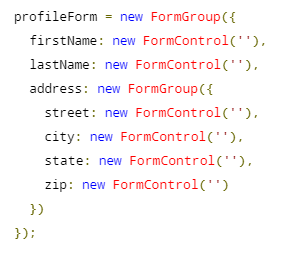 profileForm = new FormGroup({
  firstName: new FormControl(''),
  lastName: new FormControl(''),
  address: new FormGroup({
    street: new FormControl(''),
    city: new FormControl(''),
    state: new FormControl(''),
    zip: new FormControl('')
  })
});